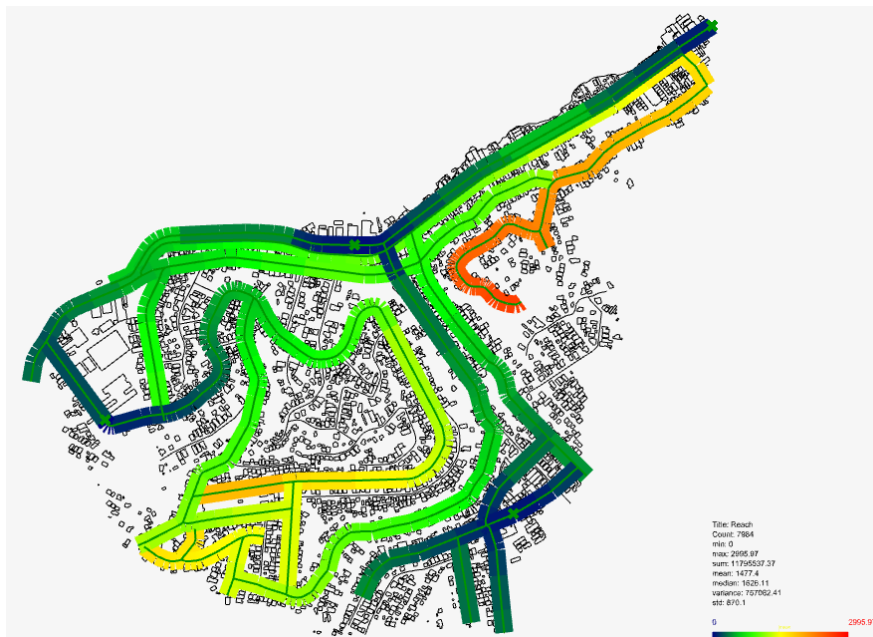 Title: Reach
Count: 7984
min: 0
max: 2995.97
sum: 11795537.37
mean: 1477.4
median: 1626.11
variance: 757062.41
std: 870.1
0
2995.97